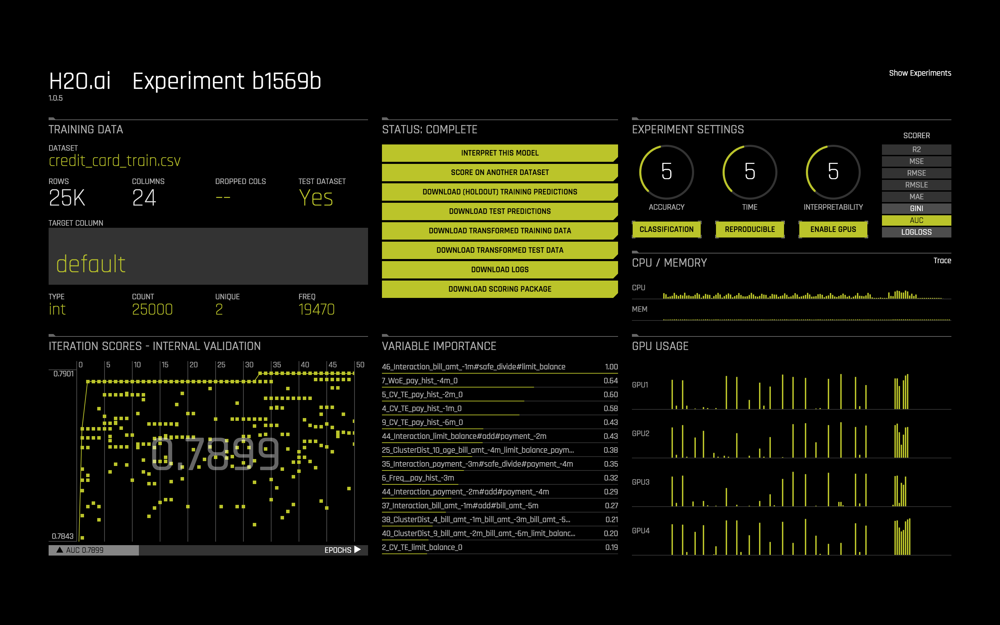 H2O.ai Experiment b1569b
1.0.5
Show Experiments
TRAINING DATA
DATASET
credit_card_train.csv
ROWS COLUMNS DROPPED COLS TEST DATASET
25K 24 -- Yes
TARGET COLUMN
default
TYPE COUNT UNIQUE FREQ
int 25000 2 19470
STATUS: COMPLETE
INTERPRET THIS MODEL
SCORE ON ANOTHER DATASET
DOWNLOAD (HOLDOUT) TRAINING PREDICTIONS
DOWNLOAD TEST PREDICTIONS
DOWNLOAD TRANSFORMED TRAINING DATA
DOWNLOAD TRANSFORMED TEST DATA
DOWNLOAD LOGS
DOWNLOAD SCORING PACKAGE
EXPERIMENT SETTINGS
5 5 5
ACCURACY TIME INTERPRETABILITY
CLASSIFICATION REPRODUCIBLE ENABLE GPUS
SCORER
R2
MSE
RMSE
RMSLE
MAE
GINI
AUC
LOGLOSS
CPU / MEMORY
Trace
CPU
MEM
ITERATION SCORES - INTERNAL VALIDATION
0 5 10 15 20 25 30 35 40 45 50
0.7901
0.7899
0.7843
▲ AUC 0.7899
EPOCHS ▶
VARIABLE IMPORTANCE
46_Interaction_bill_amt_-1m#safe_divide#limit_balance 1.00
7_WoE_pay_hist_-4m_0 0.64
5_CV_TE_pay_hist_-2m_0 0.60
4_CV_TE_pay_hist_-1m_0 0.58
9_CV_TE_pay_hist_-6m_0 0.43
44_Interaction_limit_balance#add#payment_-2m 0.43
25_ClusterDist_10_age_bill_amt_-4m_limit_balance_paym... 0.38
35_Interaction_payment_-3m#safe_divide#payment_-4m 0.35
6_Freq__pay_hist_-3m 0.32
44_Interaction_payment_-2m#add#payment_-4m 0.29
37_Interaction_bill_amt_-1m#add#bill_amt_-5m 0.27
38_ClusterDist_4_bill_amt_-1m_bill_amt_-3m_bill_amt_-5... 0.21
40_ClusterDist_9_bill_amt_-2m_bill_amt_-6m_limit_balanc... 0.20
2_CV_TE_limit_balance_0 0.19
GPU USAGE
GPU1
GPU2
GPU3
GPU4